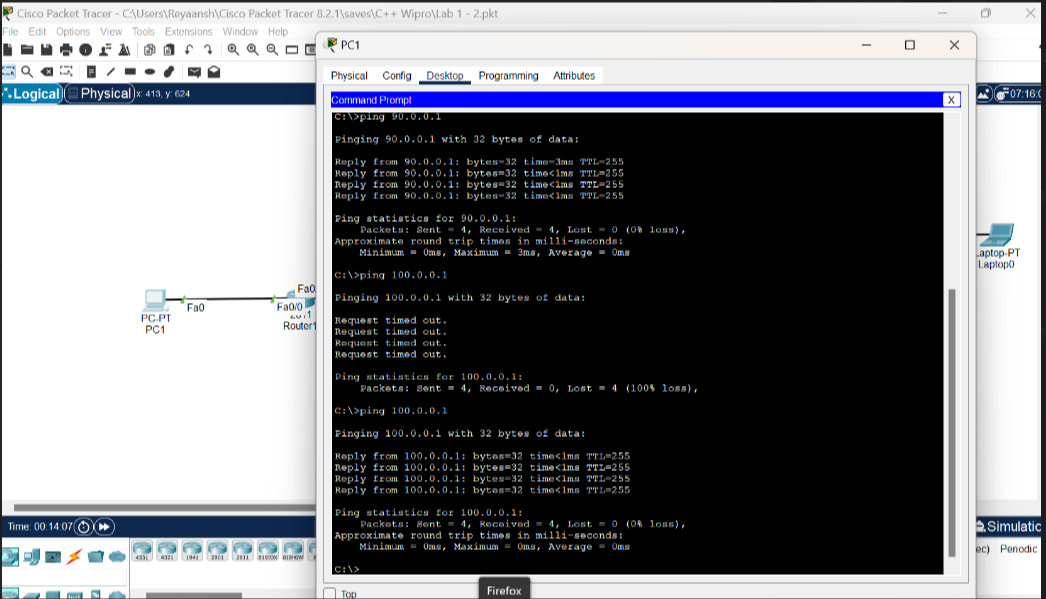 Cisco Packet Tracer - C:\Users\Reyaansh\Cisco Packet Tracer 8.2.1\saves\C++ Wipro\Lab 1 - 2.pkt
File Edit Options View Tools Extensions Window Help
Logical Physical x: 413, y: 624
07:16:0
PC1
Physical Config Desktop Programming Attributes
Command Prompt X
C:\>ping 90.0.0.1
Pinging 90.0.0.1 with 32 bytes of data:
Reply from 90.0.0.1: bytes=32 time=3ms TTL=255
Reply from 90.0.0.1: bytes=32 time<1ms TTL=255
Reply from 90.0.0.1: bytes=32 time<1ms TTL=255
Reply from 90.0.0.1: bytes=32 time<1ms TTL=255
Ping statistics for 90.0.0.1:
Packets: Sent = 4, Received = 4, Lost = 0 (0% loss),
Approximate round trip times in milli-seconds:
Minimum = 0ms, Maximum = 3ms, Average = 0ms
C:\>ping 100.0.0.1
Pinging 100.0.0.1 with 32 bytes of data:
Request timed out.
Request timed out.
Request timed out.
Request timed out.
Ping statistics for 100.0.0.1:
Packets: Sent = 4, Received = 0, Lost = 4 (100% loss),
C:\>ping 100.0.0.1
Pinging 100.0.0.1 with 32 bytes of data:
Reply from 100.0.0.1: bytes=32 time<1ms TTL=255
Reply from 100.0.0.1: bytes=32 time<1ms TTL=255
Reply from 100.0.0.1: bytes=32 time<1ms TTL=255
Reply from 100.0.0.1: bytes=32 time<1ms TTL=255
Ping statistics for 100.0.0.1:
Packets: Sent = 4, Received = 4, Lost = 0 (0% loss),
Approximate round trip times in milli-seconds:
Minimum = 0ms, Maximum = 0ms, Average = 0ms
C:\>
Top
Fa0
Fa0/0
Fa0
PC-PT
PC1
Router1
Laptop-PT
Laptop0
Time: 00:14:07
Simulatio
ec) Periodic
4331 4321 1941 2901 2911 819IOX 819HGW
Firefox